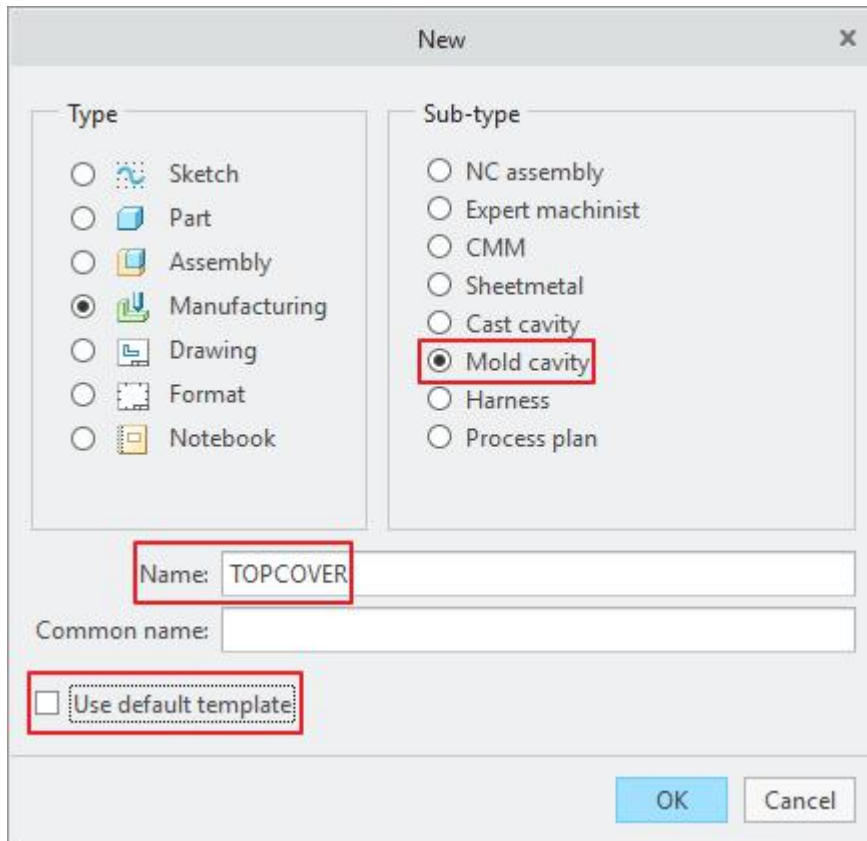 New
Type
Sketch
Part
Assembly
Manufacturing
Drawing
Format
Notebook
Sub-type
NC assembly
Expert machinist
CMM
Sheetmetal
Cast cavity
Mold cavity
Harness
Process plan
Name: TOPCOVER
Common name:
Use default template
OK Cancel